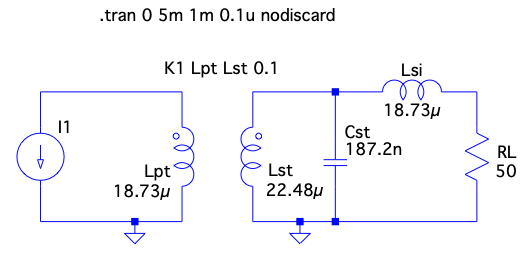 .tran 0 5m 1m 0.1u nodiscard
K1 Lpt Lst 0.1
Lsi
18.73µ
I1
Cst
187.2n
RL
50
Lpt
18.73µ
Lst
22.48µ